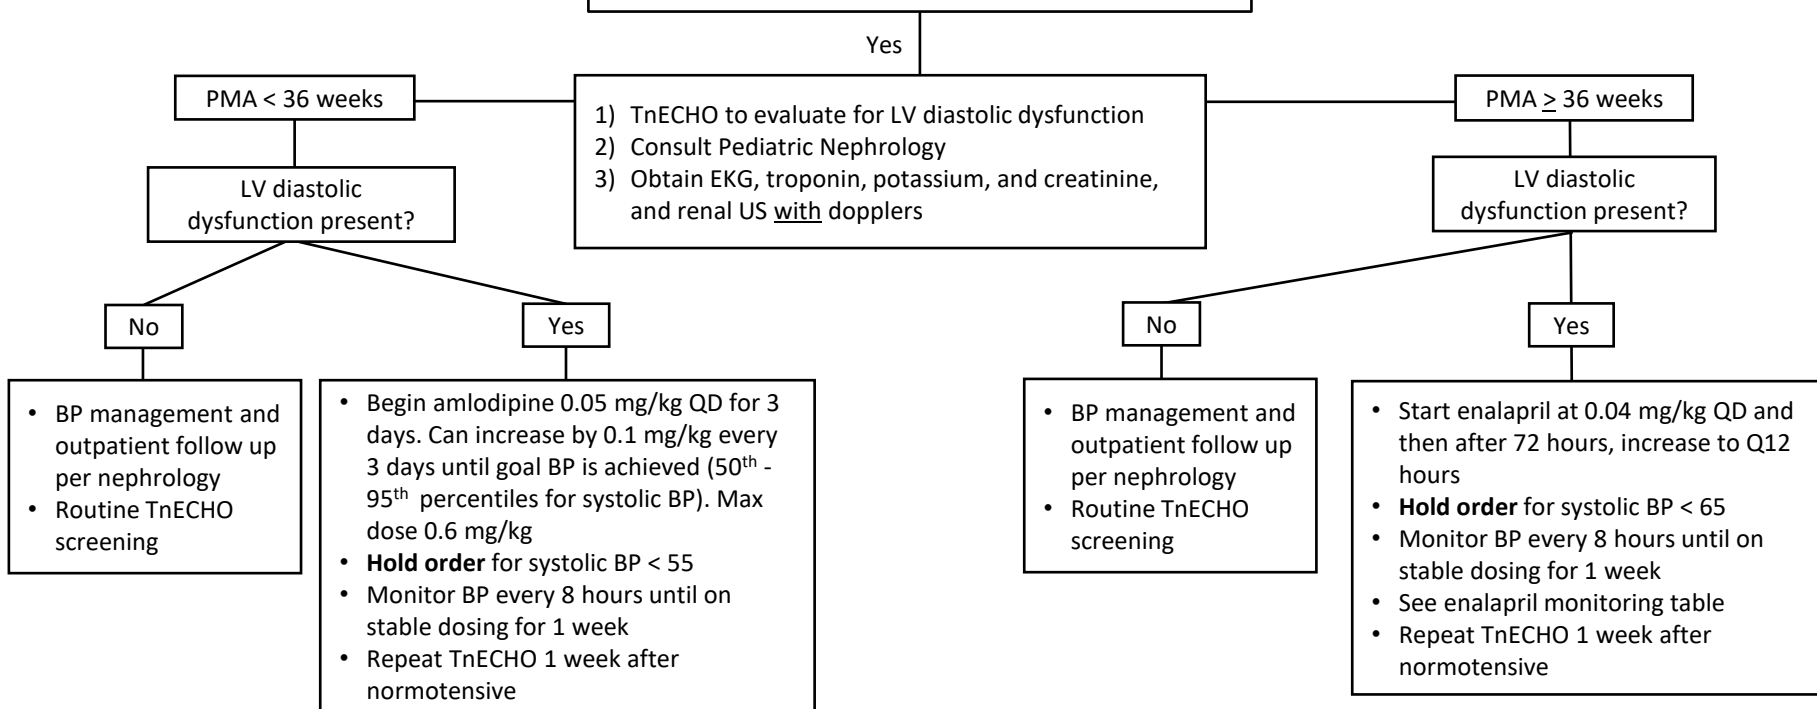 Yes
PMA < 36 weeks
1) TnECHO to evaluate for LV diastolic dysfunction
2) Consult Pediatric Nephrology
3) Obtain EKG, troponin, potassium, and creatinine,
and renal US with dopplers
PMA ≥ 36 weeks
LV diastolic
dysfunction present?
LV diastolic
dysfunction present?
No
Yes
No
Yes
• BP management and
outpatient follow up
per nephrology
• Routine TnECHO
screening
• Begin amlodipine 0.05 mg/kg QD for 3
days. Can increase by 0.1 mg/kg every
3 days until goal BP is achieved (50th -
95th percentiles for systolic BP). Max
dose 0.6 mg/kg
• Hold order for systolic BP < 55
• Monitor BP every 8 hours until on
stable dosing for 1 week
• Repeat TnECHO 1 week after
normotensive
• BP management and
outpatient follow up
per nephrology
• Routine TnECHO
screening
• Start enalapril at 0.04 mg/kg QD and
then after 72 hours, increase to Q12
hours
• Hold order for systolic BP < 65
• Monitor BP every 8 hours until on
stable dosing for 1 week
• See enalapril monitoring table
• Repeat TnECHO 1 week after
normotensive